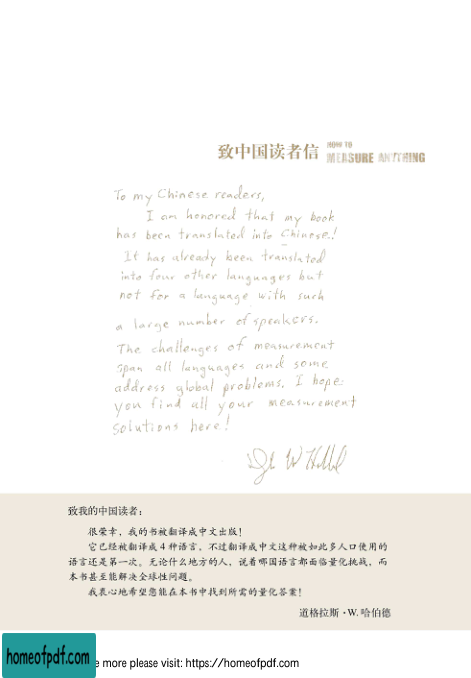 致中国读者信 HOW TO
MEASURE ANYTHING
To my Chinese readers,
I am honored that my book
has been translated into Chinese!
It has already been translated
into four other languages but
not for a language with such
a large number of speakers.
The challenges of measurement
span all languages and some
address global problems. I hope
you find all your measurement
solutions here!
致我的中国读者：
很荣幸，我的书被翻译成中文出版！
它已经被翻译成 4 种语言，不过翻译成中文这种被如此多人口使用的
语言还是第一次。无论什么地方的人，说着哪国语言都面临量化挑战，而
本书甚至能解决全球性问题。
我衷心地希望您能在本书中找到所需的量化答案！
道格拉斯·W. 哈伯德
homeofpdf.com
e more please visit: https://homeofpdf.com